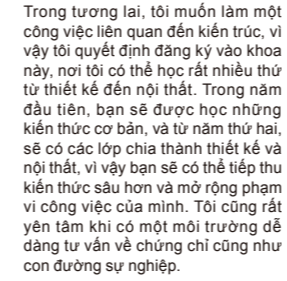 Trong tương lai, tôi muốn làm một
công việc liên quan đến kiến trúc, vì
vậy tôi quyết định đăng ký vào khoa
này, nơi tôi có thể học rất nhiều thứ
từ thiết kế đến nội thất. Trong năm
đầu tiên, bạn sẽ được học những
kiến thức cơ bản, và từ năm thứ hai,
sẽ có các lớp chia thành thiết kế và
nội thất, vì vậy bạn sẽ có thể tiếp thu
kiến thức sâu hơn và mở rộng phạm
vi công việc của mình. Tôi cũng rất
yên tâm khi có một môi trường dễ
dàng tư vấn về chứng chỉ cũng như
con đường sự nghiệp.